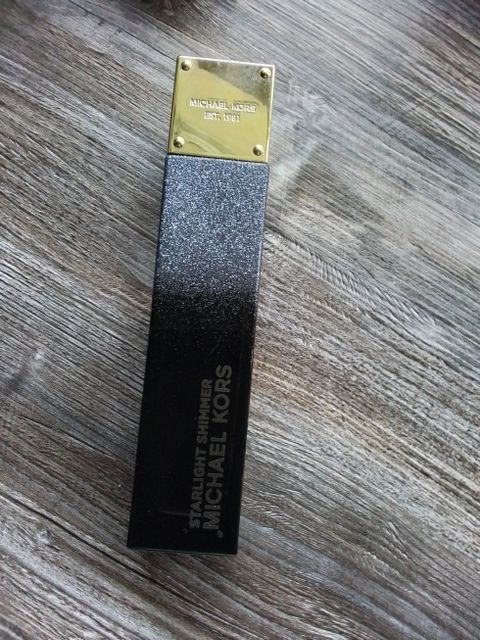 MICHAEL KORS
EST. 1981
STARLIGHT SHIMMER
MICHAEL KORS